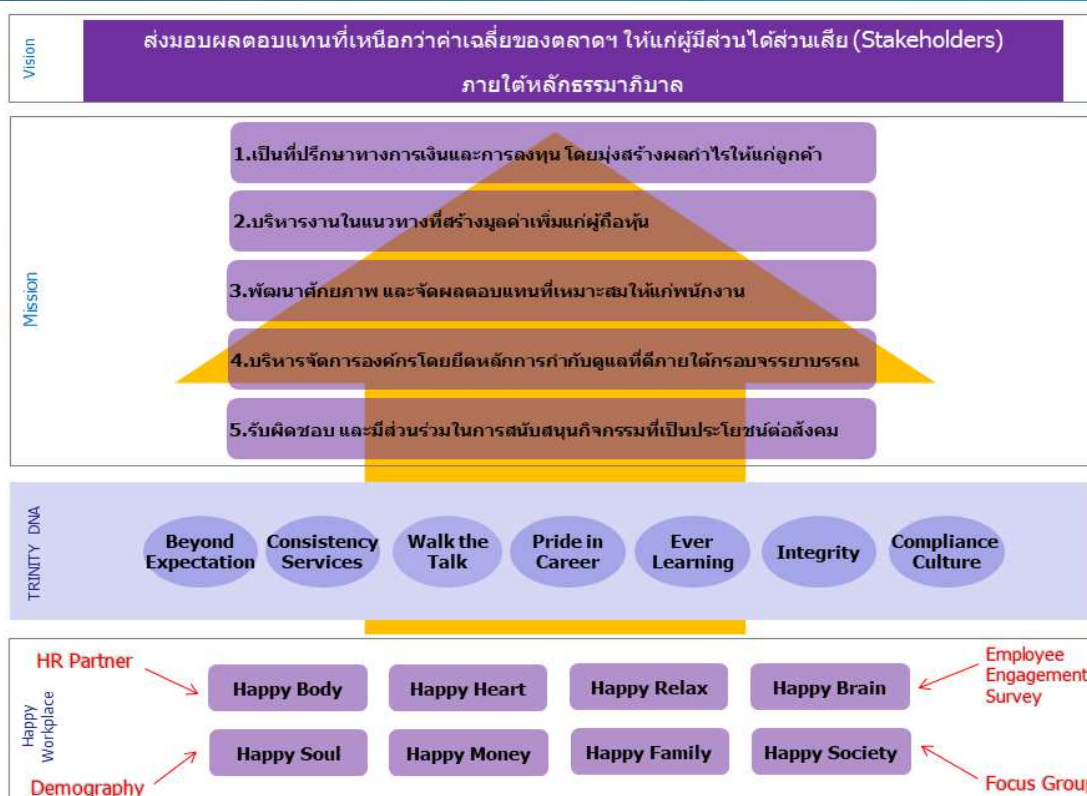 Vision
ส่งมอบผลตอบแทนที่เหนือกว่าค่าเฉลี่ยของตลาดฯ ให้แก่ผู้มีส่วนได้ส่วนเสีย (Stakeholders)
ภายใต้หลักธรรมาภิบาล
Mission
1.เป็นที่ปรึกษาทางการเงินและการลงทุน โดยมุ่งสร้างผลกำไรให้แก่ลูกค้า
2.บริหารงานในแนวทางที่สร้างมูลค่าเพิ่มแก่ผู้ถือหุ้น
3.พัฒนาศักยภาพ และจัดผลตอบแทนที่เหมาะสมให้แก่พนักงาน
4.บริหารจัดการองค์กรโดยยึดหลักการกำกับดูแลที่ดีภายใต้กรอบจรรยาบรรณ
5.รับผิดชอบ และมีส่วนร่วมในการสนับสนุนกิจกรรมที่เป็นประโยชน์ต่อสังคม
TRINITY DNA
Beyond
Expectation
Consistency
Services
Walk the
Talk
Pride in
Career
Ever
Learning
Integrity
Compliance
Culture
Happy
Workplace
HR Partner
Happy Body
Happy Heart
Happy Relax
Happy Brain
Employee
Engagement
Survey
Happy Soul
Happy Money
Happy Family
Happy Society
Demography
Focus Group